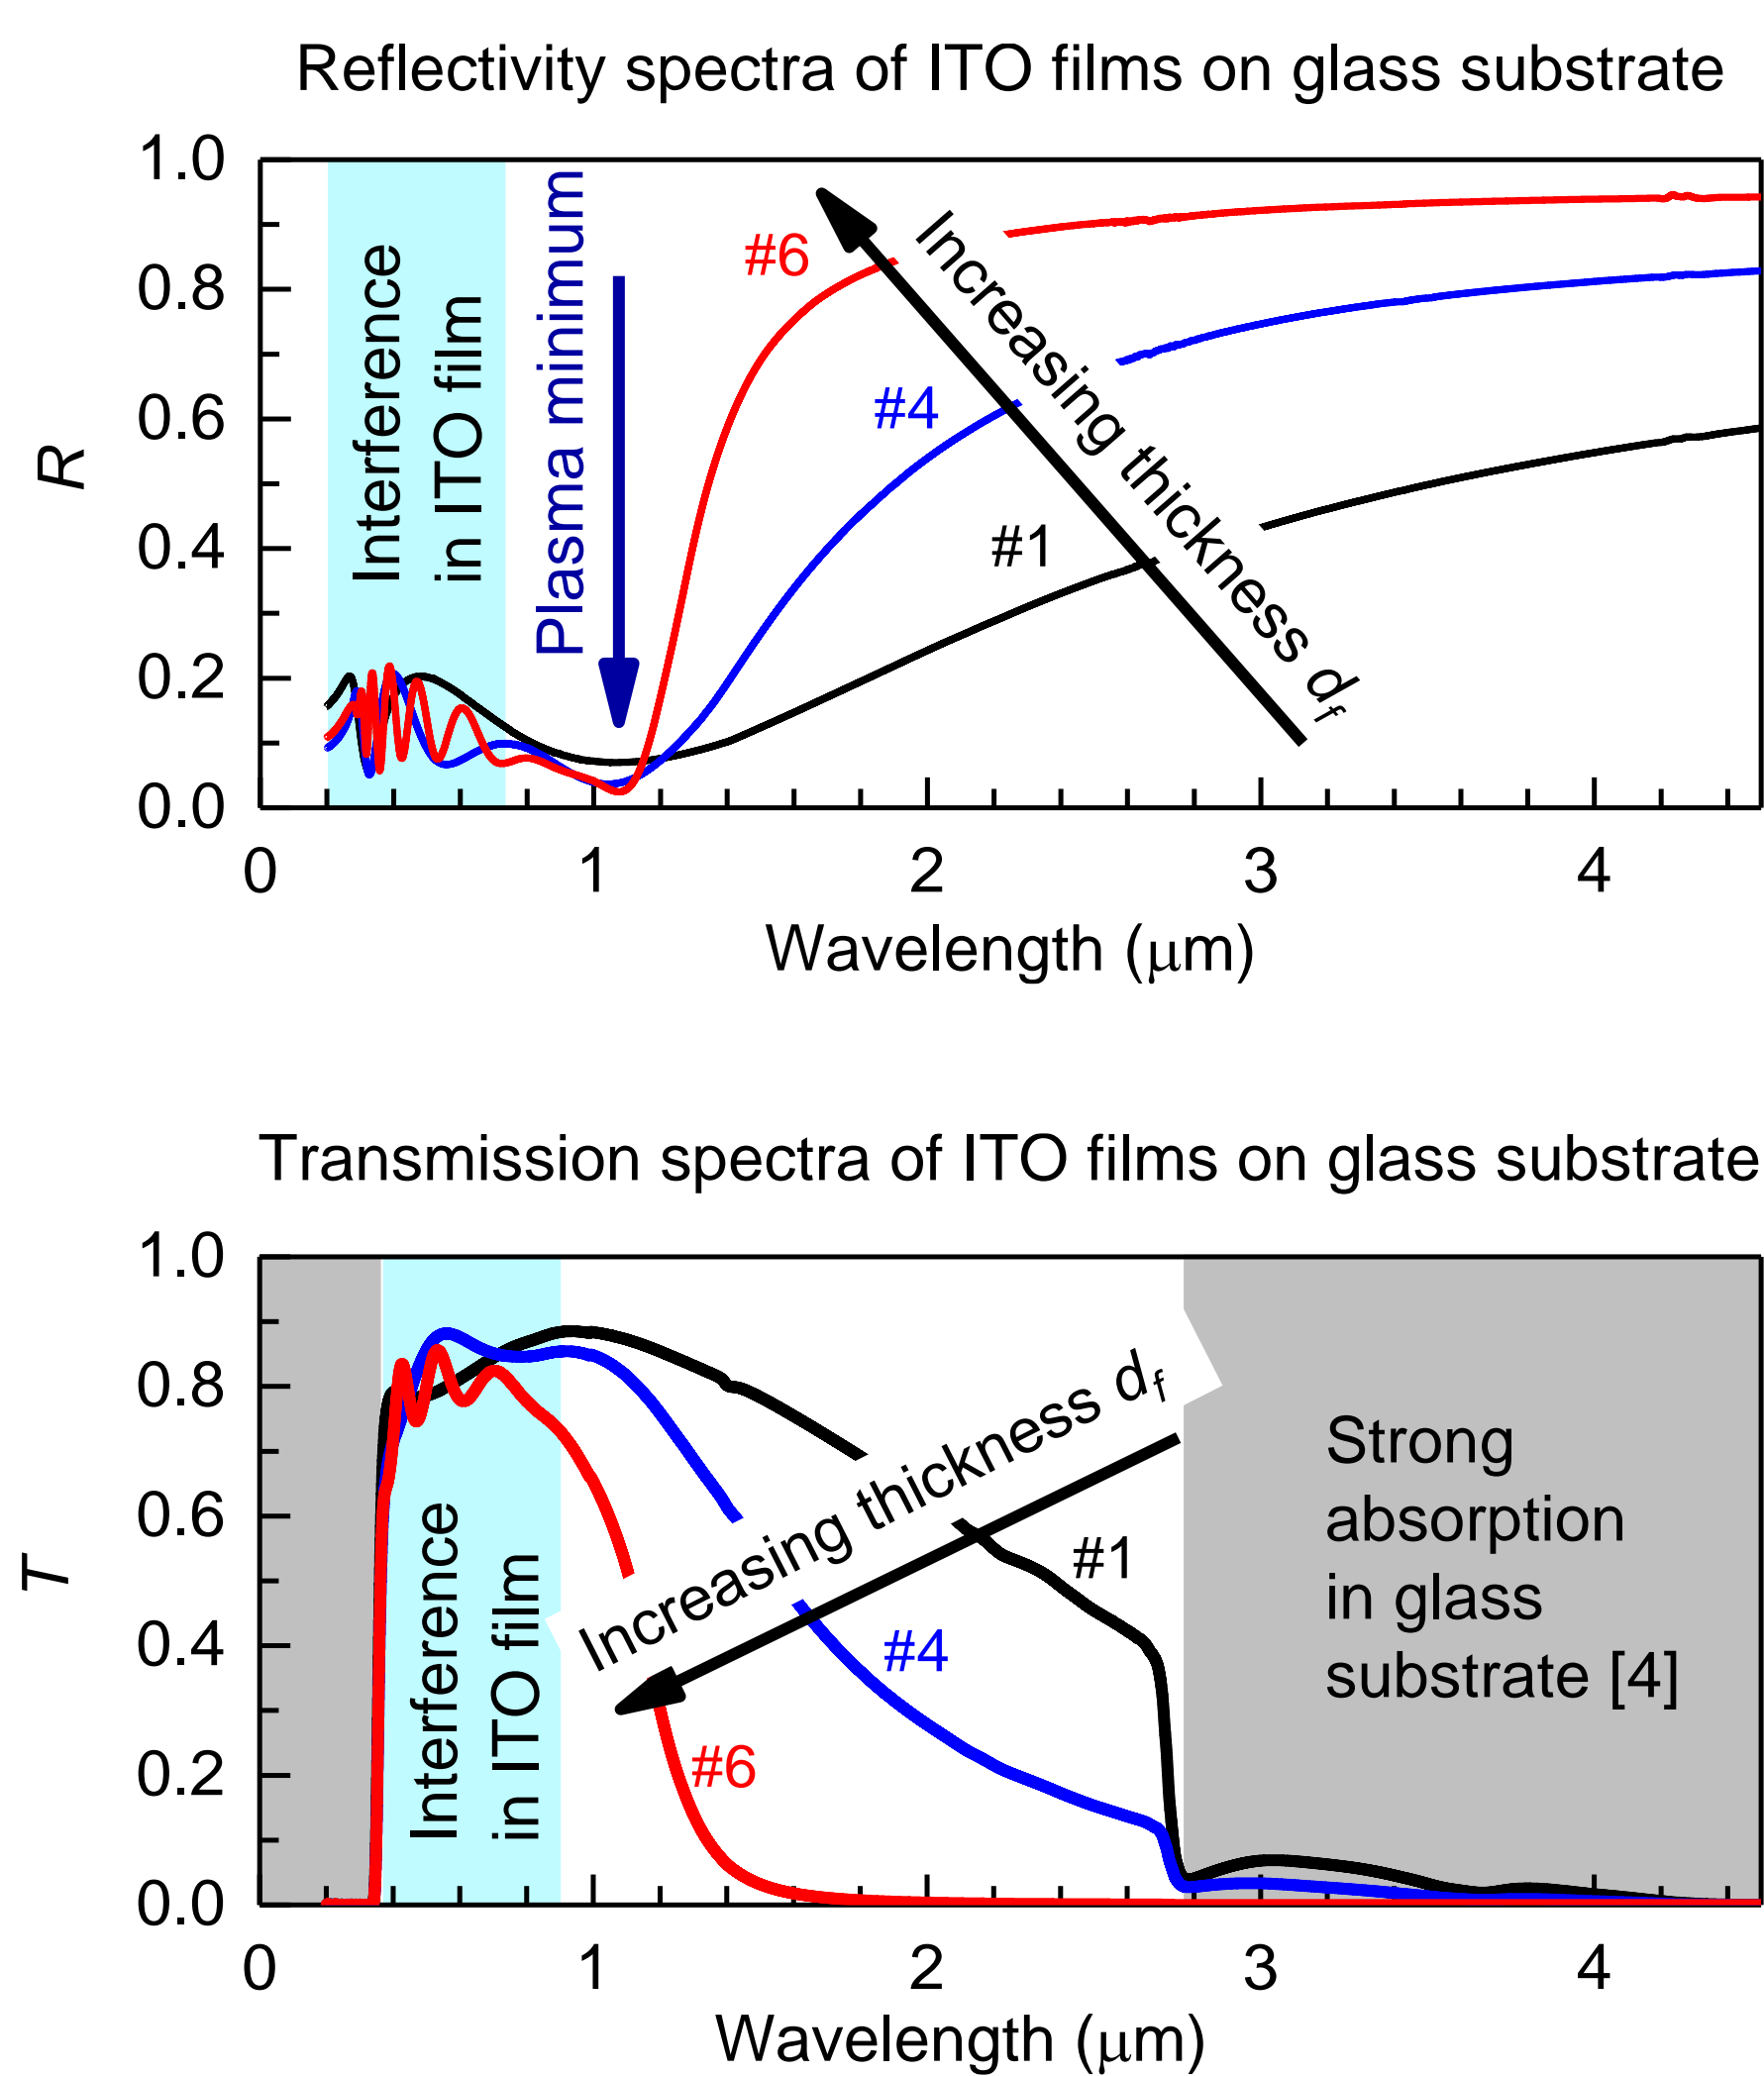 Reflectivity spectra of ITO films on glass substrate
1.0
0.8
0.6
0.4
0.2
0.0
R
Interference
in ITO film
Plasma minimum
#6
#4
#1
Increasing thickness df
0
1
2
3
4
Wavelength (μm)
Transmission spectra of ITO films on glass substrate
1.0
0.8
0.6
0.4
0.2
0.0
T
Interference
in ITO film
Increasing thickness df
#1
#4
#6
Strong
absorption
in glass
substrate [4]
0
1
2
3
4
Wavelength (μm)